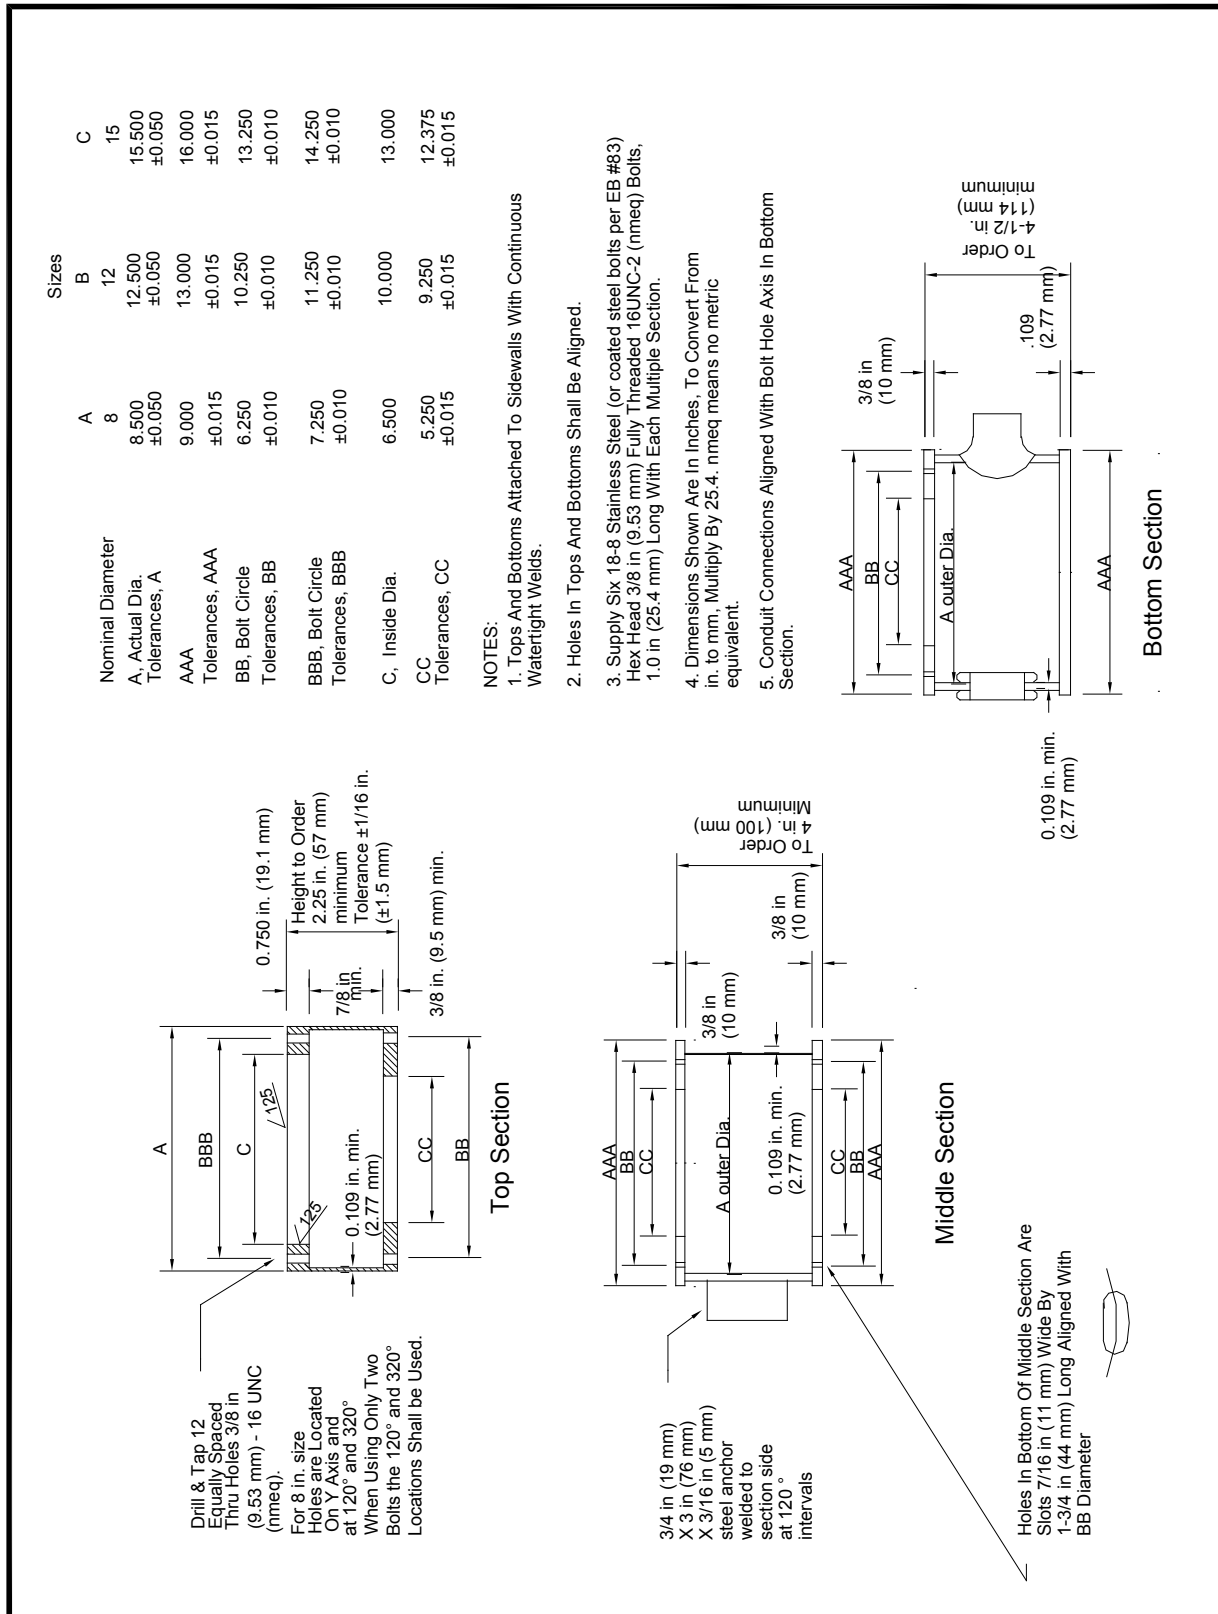 Sizes
A B C
Nominal Diameter 8 12 15
A, Actual Dia. 8.500 12.500 15.500
Tolerances, A ±0.050 ±0.050 ±0.050
AAA 9.000 13.000 16.000
Tolerances, AAA ±0.015 ±0.015 ±0.015
BB, Bolt Circle 6.250 10.250 13.250
Tolerances, BB ±0.010 ±0.010 ±0.010
BBB, Bolt Circle 7.250 11.250 14.250
Tolerances, BBB ±0.010 ±0.010 ±0.010
C, Inside Dia. 6.500 10.000 13.000
CC 5.250 9.250 12.375
Tolerances, CC ±0.015 ±0.015 ±0.015
NOTES:
1. Tops And Bottoms Attached To Sidewalls With Continuous
Watertight Welds.
2. Holes In Tops And Bottoms Shall Be Aligned.
3. Supply Six 18-8 Stainless Steel (or coated steel bolts per EB #83)
Hex Head 3/8 in (9.53 mm) Fully Threaded 16UNC-2 (nmeq) Bolts,
1.0 in (25.4 mm) Long With Each Multiple Section.
4. Dimensions Shown Are In Inches, To Convert From
in. to mm, Multiply By 25.4. nmeq means no metric
equivalent.
5. Conduit Connections Aligned With Bolt Hole Axis In Bottom
Section.
Drill & Tap 12
Equally Spaced
Thru Holes 3/8 in
(9.53 mm) - 16 UNC
(nmeq).
For 8 in. size
Holes are Located
On Y Axis and
at 120° and 320°
When Using Only Two
Bolts the 120° and 320°
Locations Shall be Used.
A
BBB
C
125
125
0.109 in. min.
(2.77 mm)
CC
BB
0.750 in. (19.1 mm)
Height to Order
2.25 in. (57 mm)
minimum
Tolerance ±1/16 in.
(±1.5 mm)
7/8 in
min.
3/8 in. (9.5 mm) min.
Top Section
3/4 in (19 mm)
X 3 in (76 mm)
X 3/16 in (5 mm)
steel anchor
welded to
section side
at 120 °
intervals
AAA
BB
CC
A outer Dia.
0.109 in. min.
(2.77 mm)
CC
BB
AAA
3/8 in
(10 mm)
3/8 in
(10 mm)
To Order
4 in. (100 mm)
Minimum
Middle Section
Holes In Bottom Of Middle Section Are
Slots 7/16 in (11 mm) Wide By
1-3/4 in (44 mm) Long Aligned With
BB Diameter
AAA
BB
CC
A outer Dia.
AAA
0.109 in. min.
(2.77 mm)
3/8 in
(10 mm)
.109
(2.77 mm)
To Order
4-1/2 in.
(114 mm)
minimum
Bottom Section